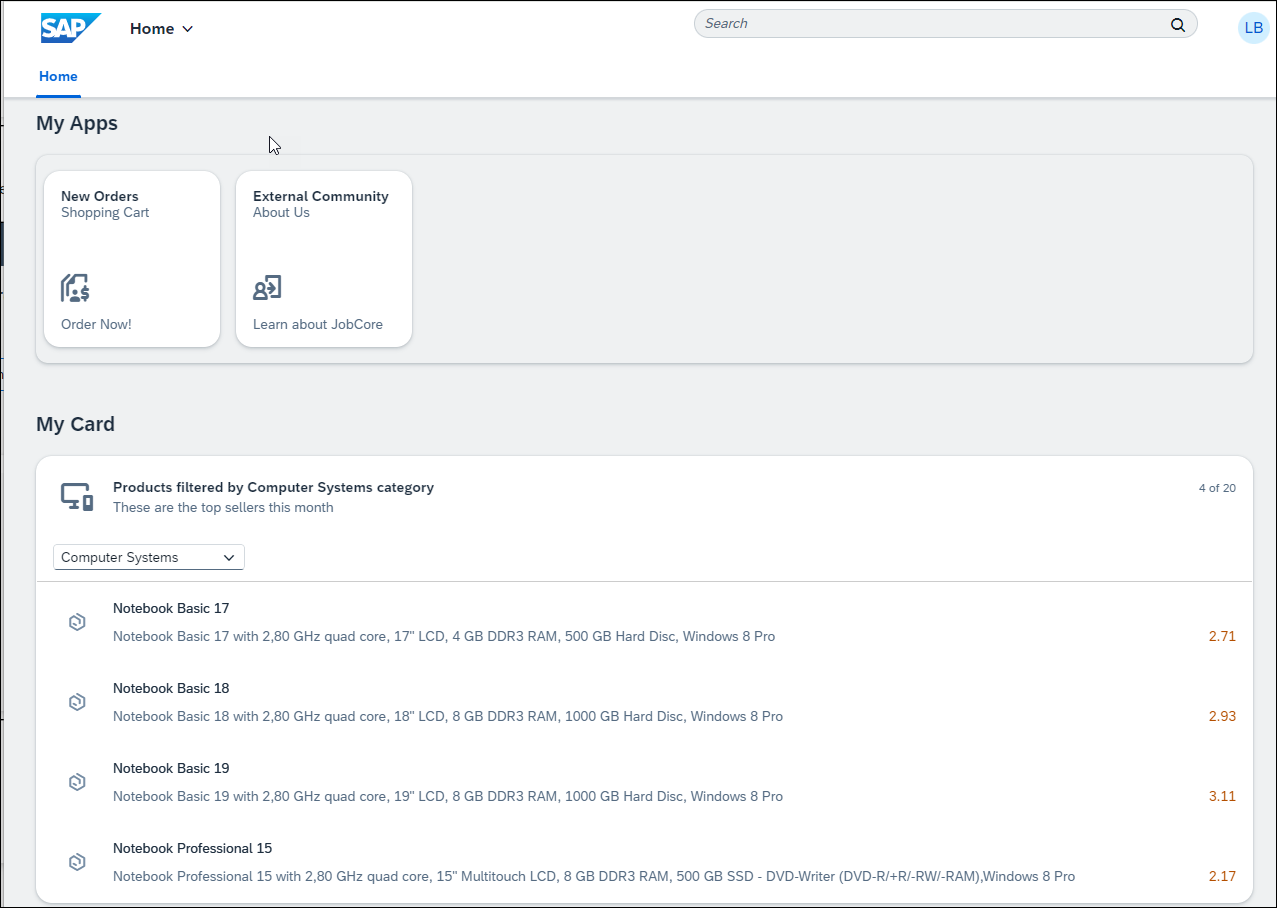 SAP Home
Search
LB
Home
My Apps
New Orders
Shopping Cart
Order Now!
External Community
About Us
Learn about JobCore
My Card
Products filtered by Computer Systems category
These are the top sellers this month
4 of 20
Computer Systems
Notebook Basic 17
Notebook Basic 17 with 2,80 GHz quad core, 17" LCD, 4 GB DDR3 RAM, 500 GB Hard Disc, Windows 8 Pro
2.71
Notebook Basic 18
Notebook Basic 18 with 2,80 GHz quad core, 18" LCD, 8 GB DDR3 RAM, 1000 GB Hard Disc, Windows 8 Pro
2.93
Notebook Basic 19
Notebook Basic 19 with 2,80 GHz quad core, 19" LCD, 8 GB DDR3 RAM, 1000 GB Hard Disc, Windows 8 Pro
3.11
Notebook Professional 15
Notebook Professional 15 with 2,80 GHz quad core, 15" Multitouch LCD, 8 GB DDR3 RAM, 500 GB SSD - DVD-Writer (DVD-R/+R/-RW/-RAM),Windows 8 Pro
2.17